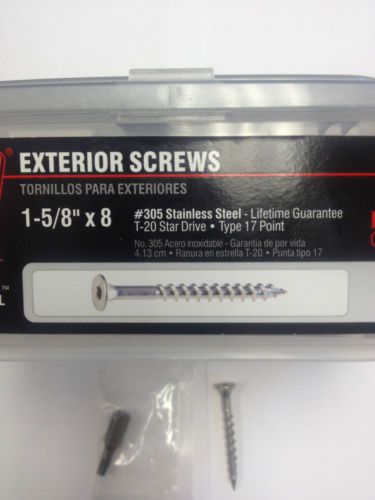 EXTERIOR SCREWS
TORNILLOS PARA EXTERIORES
1-5/8" x 8
#305 Stainless Steel - Lifetime Guarantee
T-20 Star Drive • Type 17 Point
No. 305 Acero inoxidable - Garantía de por vida
4.13 cm • Ranura en estrella T-20 • Punta tipo 17
™
L